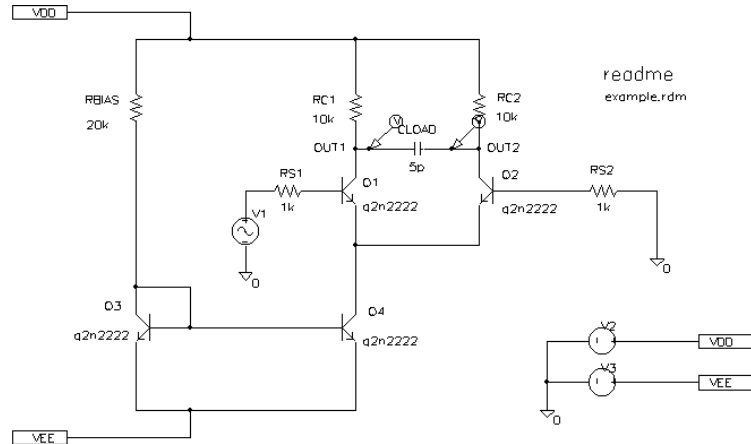 VDD
RBIAS
20k
RC1
10k
RC2
10k
readme
example.rdm
V
CLOAD
OUT1
OUT2
5p
RS1
1k
Q1
q2n2222
Q2
q2n2222
RS2
1k
V1
0
0
Q3
q2n2222
Q4
q2n2222
V2
VDD
V3
VEE
0
VEE